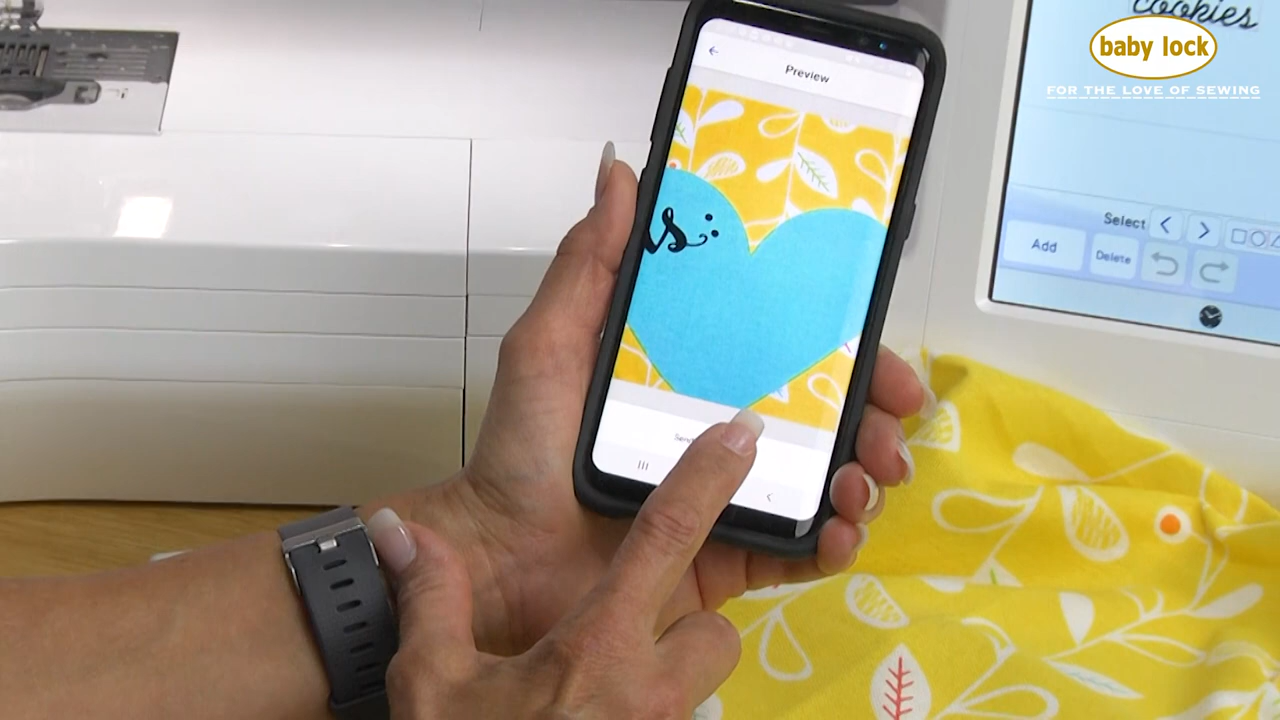 cookies
baby lock
FOR THE LOVE OF SEWING
Preview
Select
Add
Delete